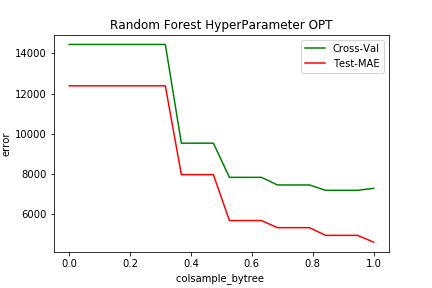 Random Forest HyperParameter OPT
Cross-Val
Test-MAE
14000
12000
10000
8000
6000
error
0.0 0.2 0.4 0.6 0.8 1.0
colsample_bytree